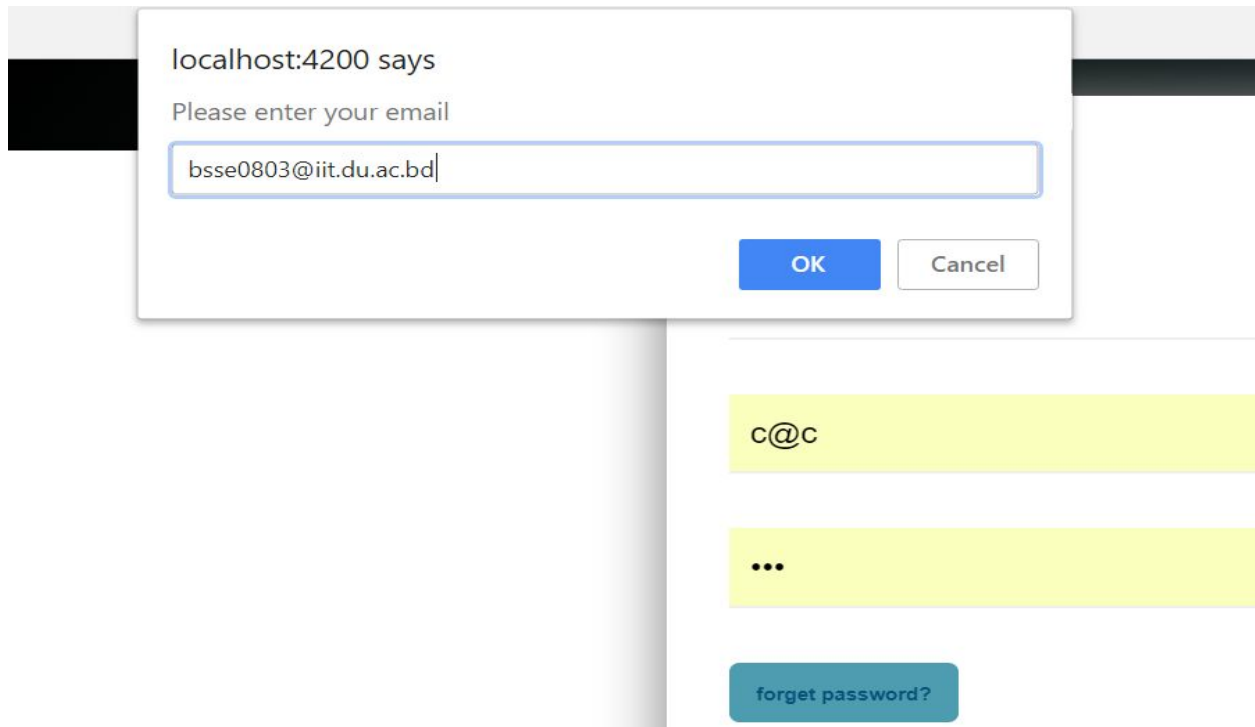 localhost:4200 says
Please enter your email
bsse0803@iit.du.ac.bd
OK Cancel
c@c
•••
forget password?